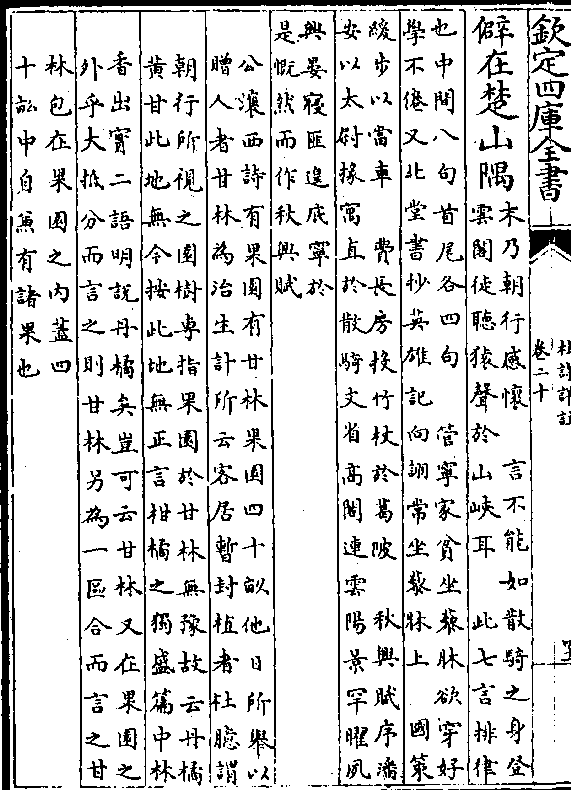 欽定四庫全書
杜詩詳註
卷二十
僻在楚山隅
末乃朝行感懷 言不能如散騎之身登
雲閣徒聽猿聲於山峽耳 此七言排律
也中間八句首尾各四句 管寧家貧坐藜牀欲穿好
學不倦又北堂書抄英雄記向詡常坐藜牀上 國策
緩步以當車 費長房投竹杖於葛陂 秋興賦序潘
安以太尉掾寓直於散騎之省高閣連雲陽景罕曜夙
興晏寢匪遑底寧於
是慨然而作秋興賦
公瀼西詩有果園有甘林果園四十畝他日所舉以
贈人者甘林為治生計所云客居暫封植者杜臆謂
朝行所視之園樹專指果園於甘林無豫故云丹橘
黃甘此地無今按此地無正言柑橘之獨盛篇中林
香出實二語明說丹橘矣豈可云甘林又在果園之
外乎大抵分而言之則甘林另為一區合而言之甘
林包在果園之內蓋四
十畝中自兼有諸果也